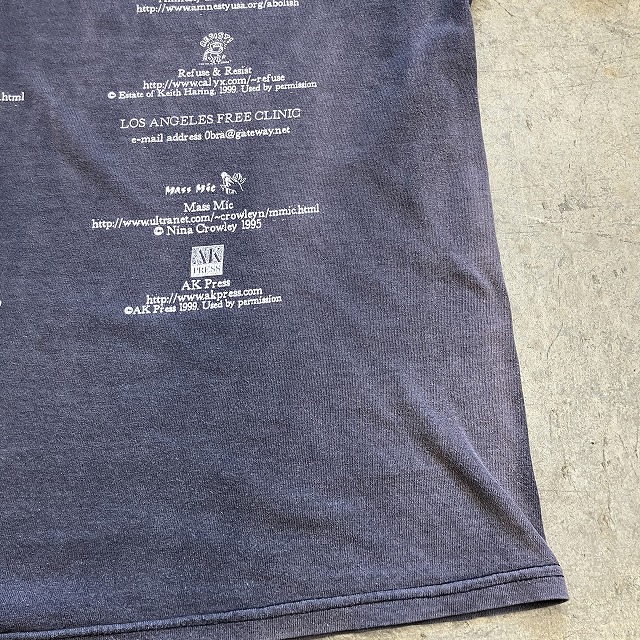 http://www.amnestyusa.org/abolish
Refuse & Resist
http://www.calyx.com/~refuse
© Estate of Keith Haring, 1999. Used by permission
.html
LOS ANGELES FREE CLINIC
e-mail address 0bra@gateway.net
Mass Mic
Mass Mic
http://www.ultranet.com/~crowleyn/mmic.html
© Nina Crowley 1995
AK
PRESS
AK Press
http://www.akpress.com
©AK Press 1999. Used by permission